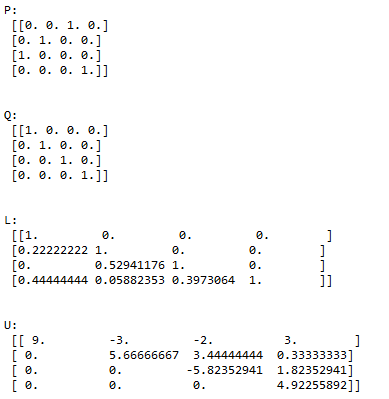 P:
[[0. 0. 1. 0.]
[0. 1. 0. 0.]
[1. 0. 0. 0.]
[0. 0. 0. 1.]]
Q:
[[1. 0. 0. 0.]
[0. 1. 0. 0.]
[0. 0. 1. 0.]
[0. 0. 0. 1.]]
L:
[[1. 0. 0. 0. ]
[0.22222222 1. 0. 0. ]
[0. 0.52941176 1. 0. ]
[0.44444444 0.05882353 0.3973064 1. ]]
U:
[[ 9. -3. -2. 3. ]
[ 0. 5.66666667 3.44444444 0.33333333]
[ 0. 0. -5.82352941 1.82352941]
[ 0. 0. 0. 4.92255892]]